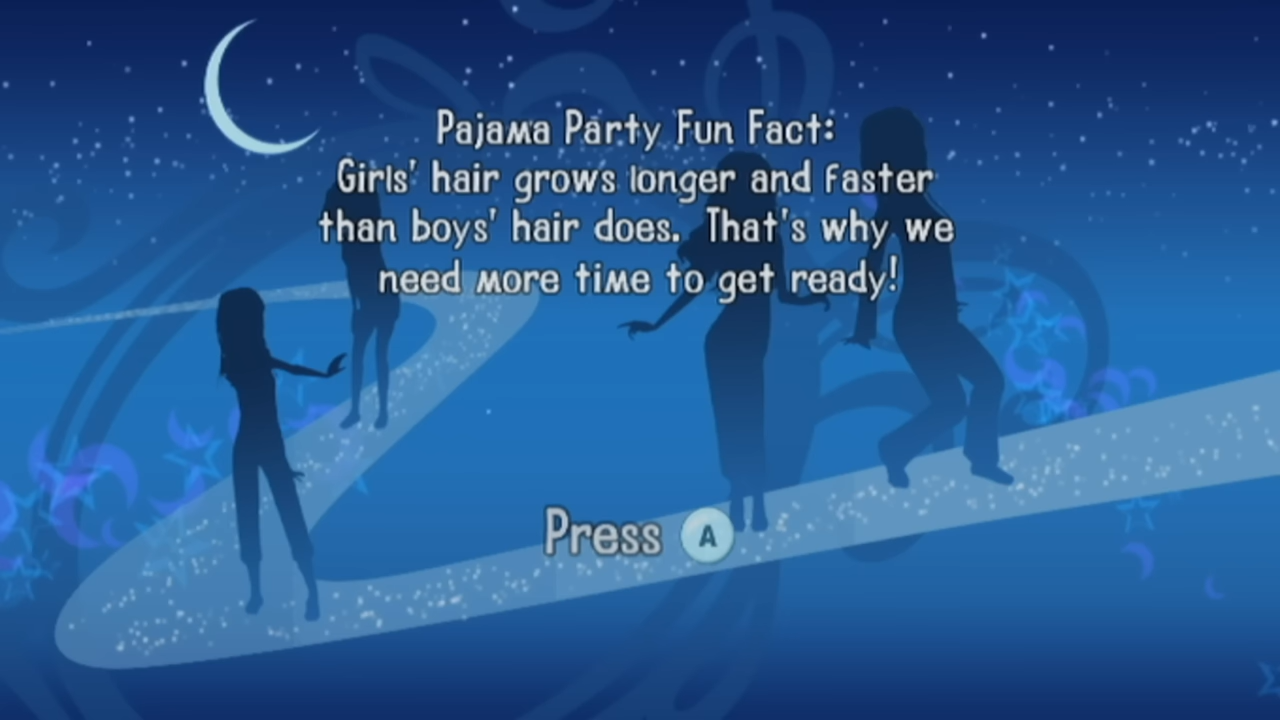 Pajama Party Fun Fact:
Girls' hair grows longer and faster
than boys' hair does. That's why we
need more time to get ready!
Press A